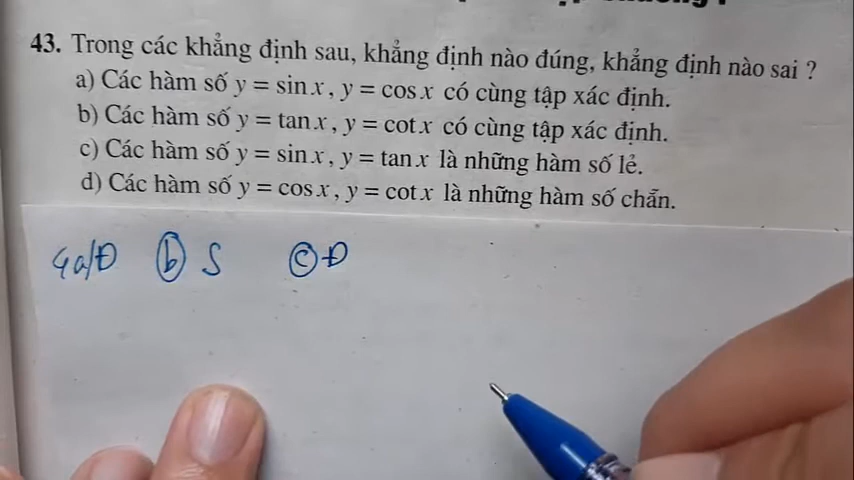 43. Trong các khẳng định sau, khẳng định nào đúng, khẳng định nào sai ?
a) Các hàm số y = sin x , y = cos x có cùng tập xác định.
b) Các hàm số y = tan x , y = cot x có cùng tập xác định.
c) Các hàm số y = sin x , y = tan x là những hàm số lẻ.
d) Các hàm số y = cos x , y = cot x là những hàm số chẵn.
a/Đ b S c Đ